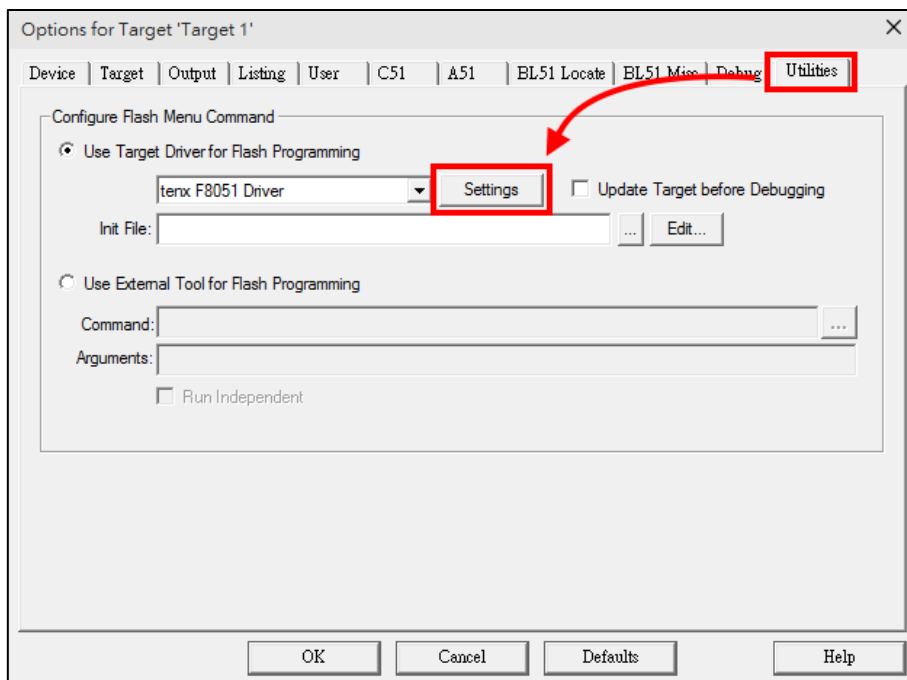 Options for Target 'Target 1'
Device Target Output Listing User C51 A51 BL51 Locate BL51 Misc Debug Utilities
Configure Flash Menu Command
Use Target Driver for Flash Programming
tenx F8051 Driver Settings Update Target before Debugging
Init File: ... Edit...
Use External Tool for Flash Programming
Command: ...
Arguments:
Run Independent
OK Cancel Defaults Help